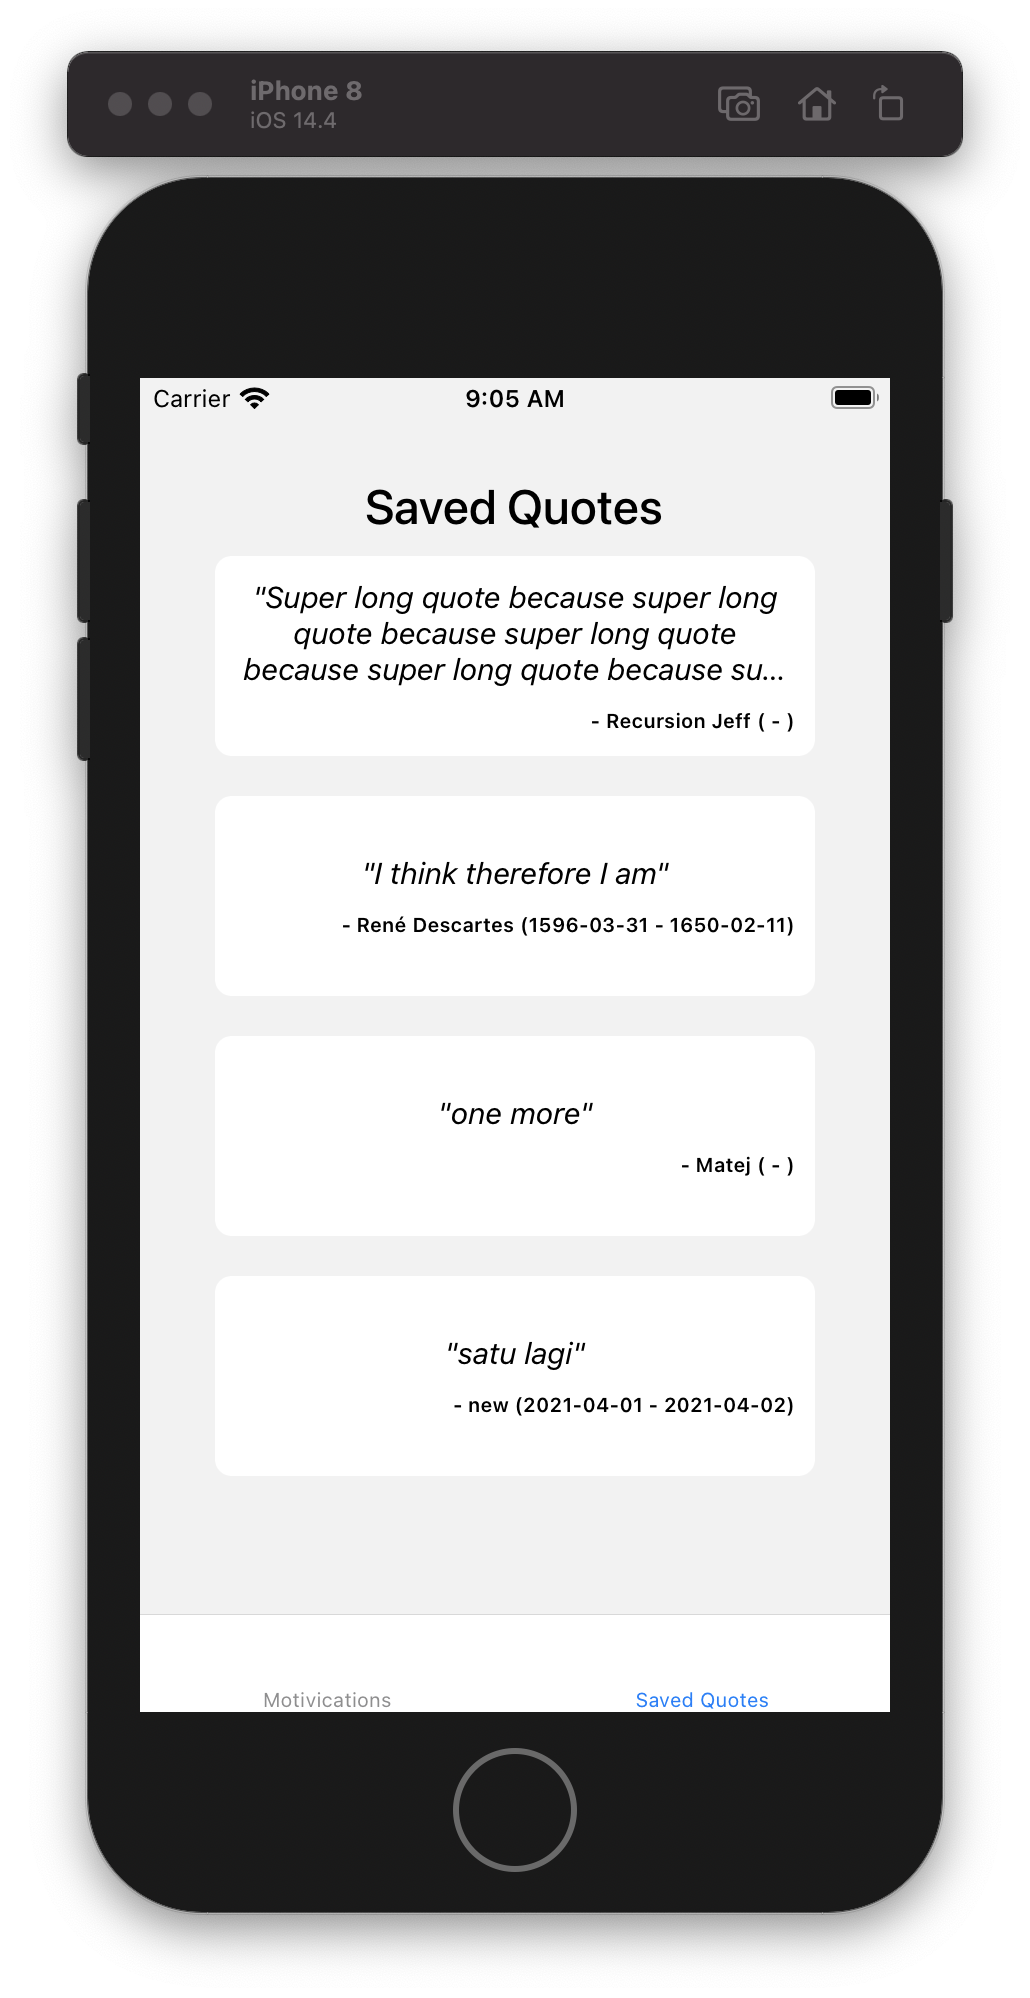 iPhone 8
iOS 14.4
Carrier 9:05 AM
Saved Quotes
"Super long quote because super long
quote because super long quote
because super long quote because su...
- Recursion Jeff ( - )
"I think therefore I am"
- René Descartes (1596-03-31 - 1650-02-11)
"one more"
- Matej ( - )
"satu lagi"
- new (2021-04-01 - 2021-04-02)
Motivications Saved Quotes